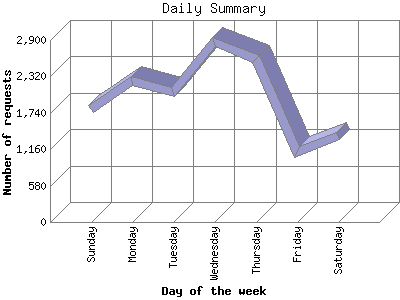 Daily Summary
Number of requests
2,900
2,320
1,740
1,160
580
0
Sunday
Monday
Tuesday
Wednesday
Thursday
Friday
Saturday
Day of the week